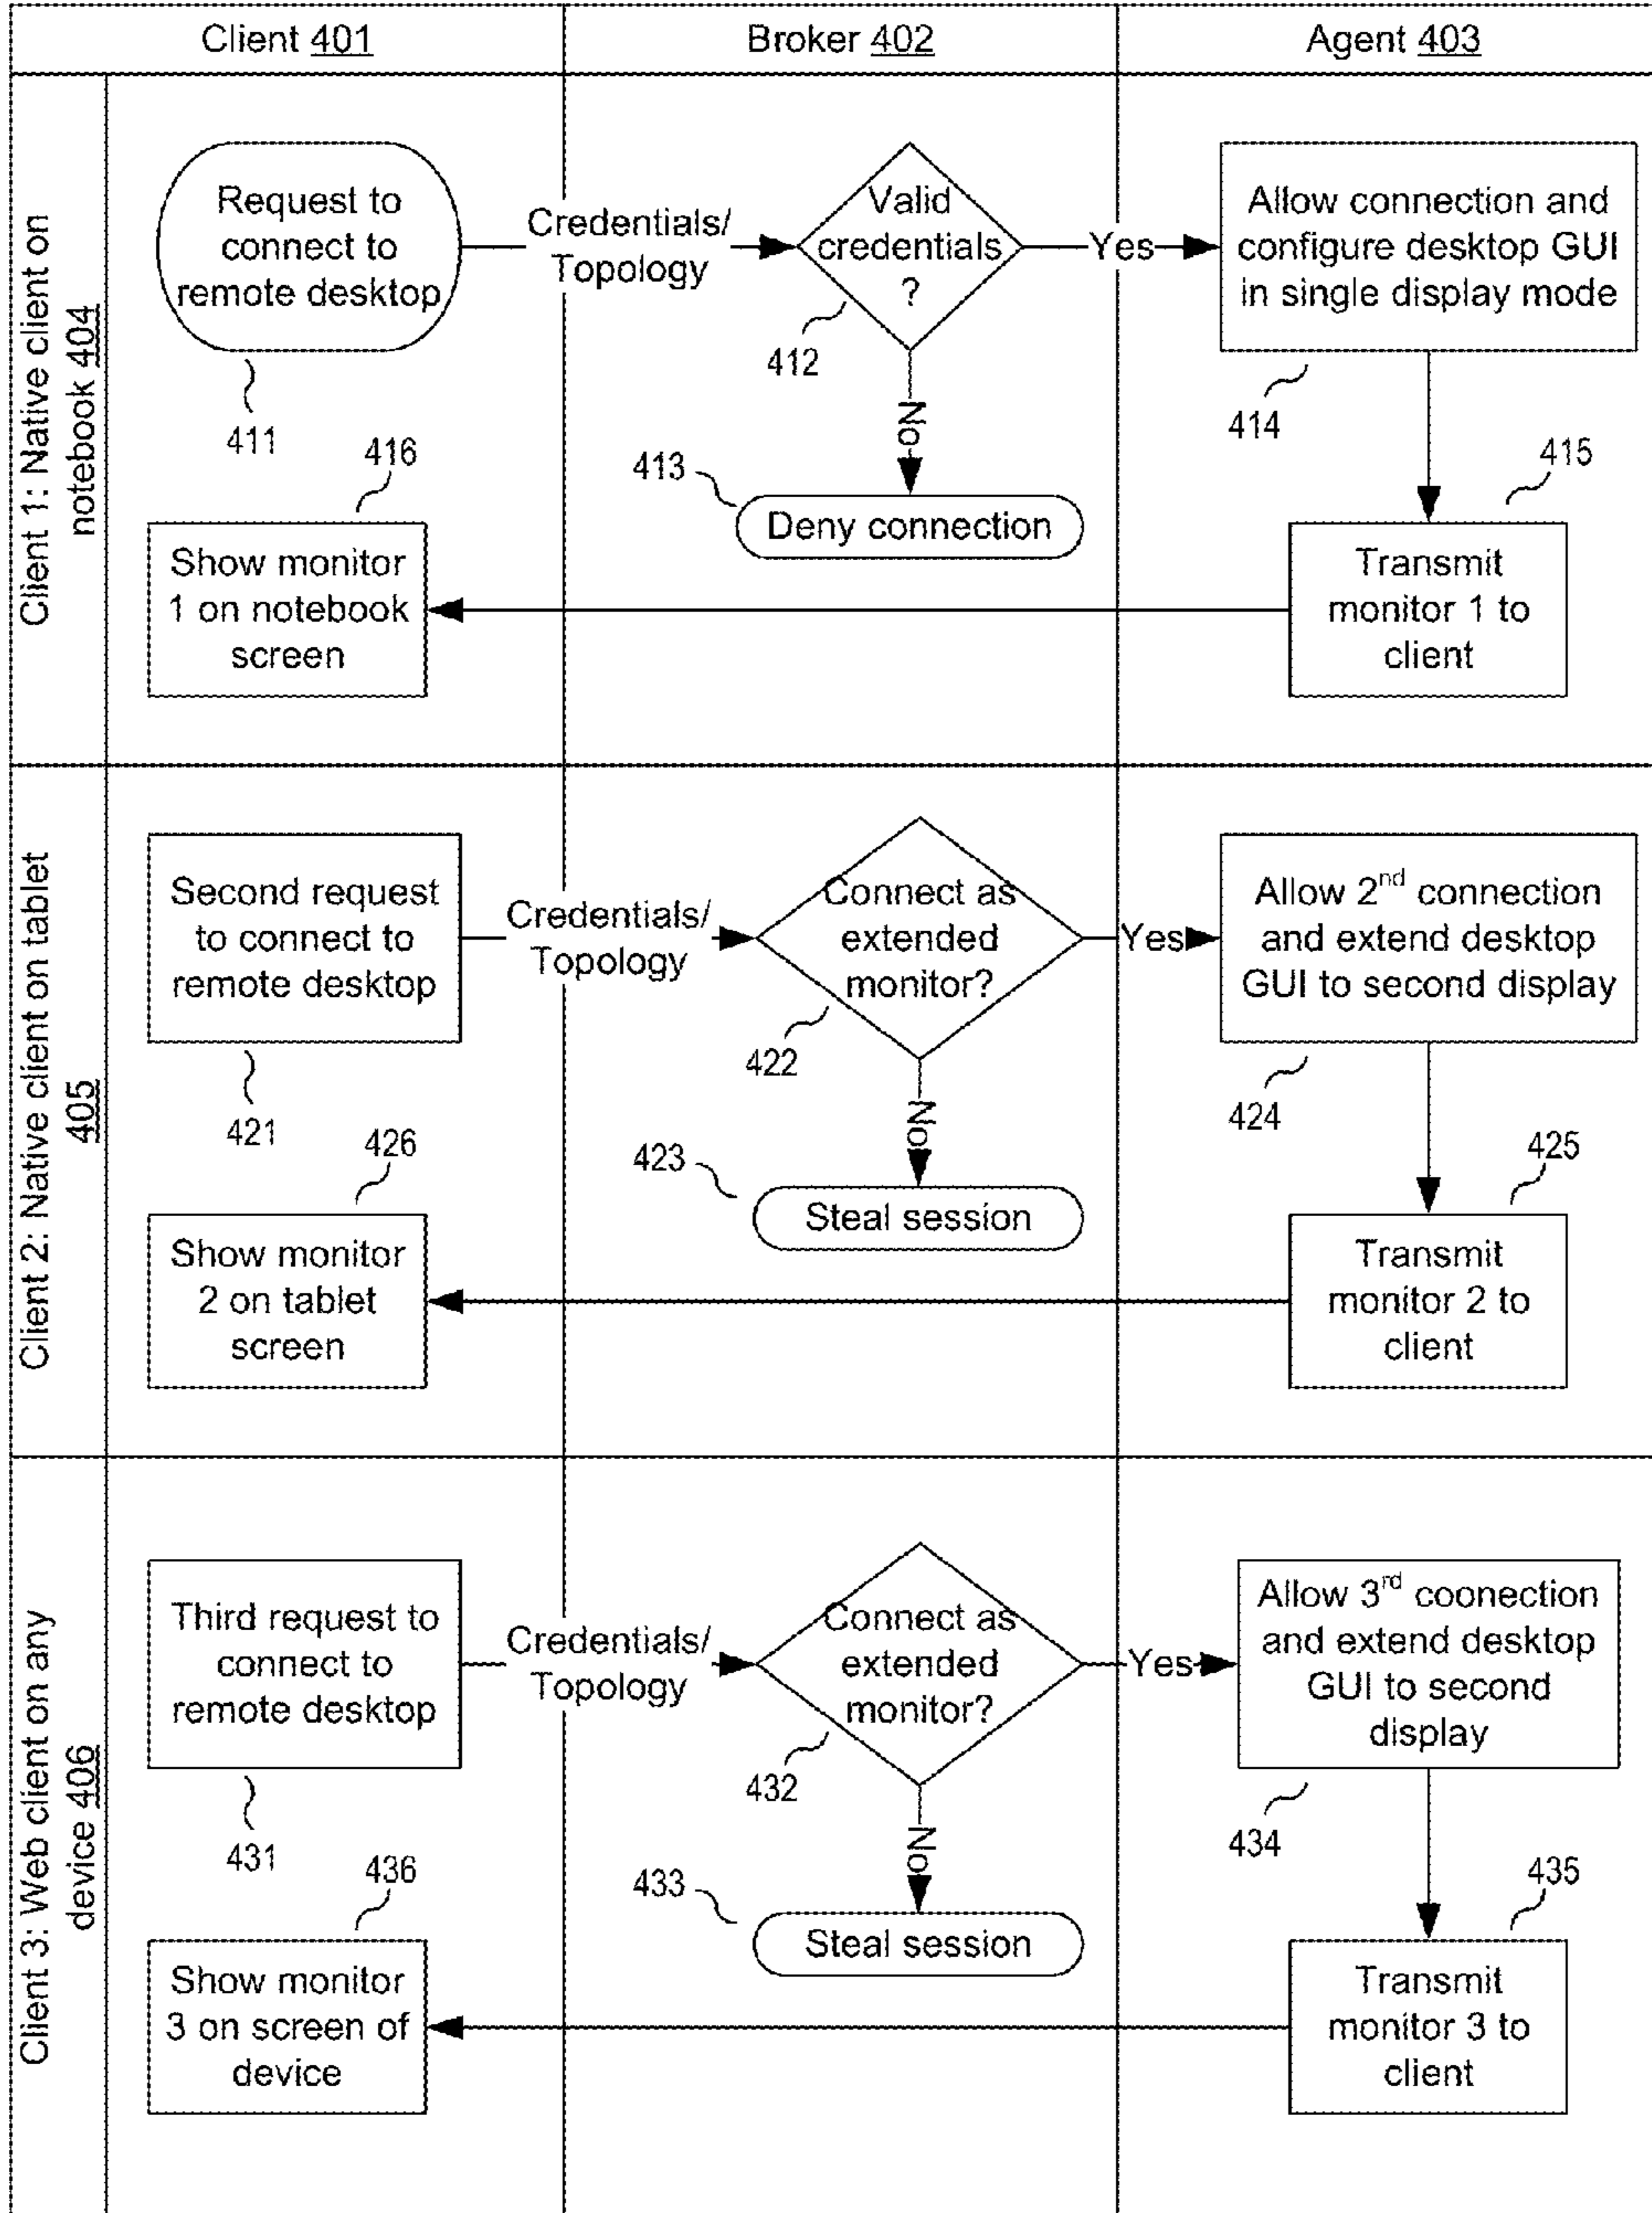 Client 401
Broker 402
Agent 403
Client 1: Native client on
notebook 404
Request to
connect to
remote desktop
411
Credentials/
Topology
Valid
credentials
?
412
Yes
No
413
Deny connection
Allow connection and
configure desktop GUI
in single display mode
414
415
Transmit
monitor 1 to
client
416
Show monitor
1 on notebook
screen
Client 2: Native client on tablet
405
Second request
to connect to
remote desktop
421
Credentials/
Topology
Connect as
extended
monitor?
422
Yes
No
423
Steal session
Allow 2nd connection
and extend desktop
GUI to second display
424
425
Transmit
monitor 2 to
client
426
Show monitor
2 on tablet
screen
Client 3: Web client on any
device 406
Third request to
connect to
remote desktop
431
Credentials/
Topology
Connect as
extended
monitor?
432
Yes
No
433
Steal session
Allow 3rd coonection
and extend desktop
GUI to second
display
434
435
Transmit
monitor 3 to
client
436
Show monitor
3 on screen of
device